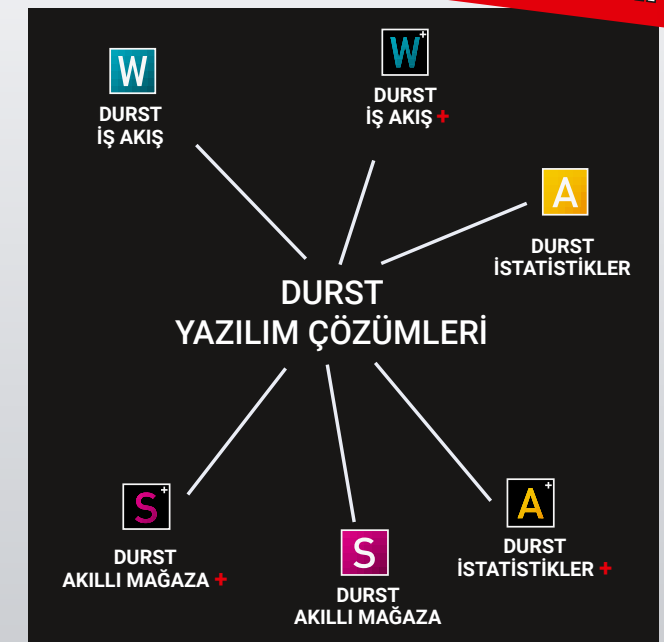 W
DURST
İŞ AKIŞ
W+
DURST
İŞ AKIŞ +
A
DURST
İSTATİSTİKLER
DURST
YAZILIM ÇÖZÜMLERİ
S+
DURST
AKILLI MAĞAZA +
S
DURST
AKILLI MAĞAZA
A+
DURST
İSTATİSTİKLER +